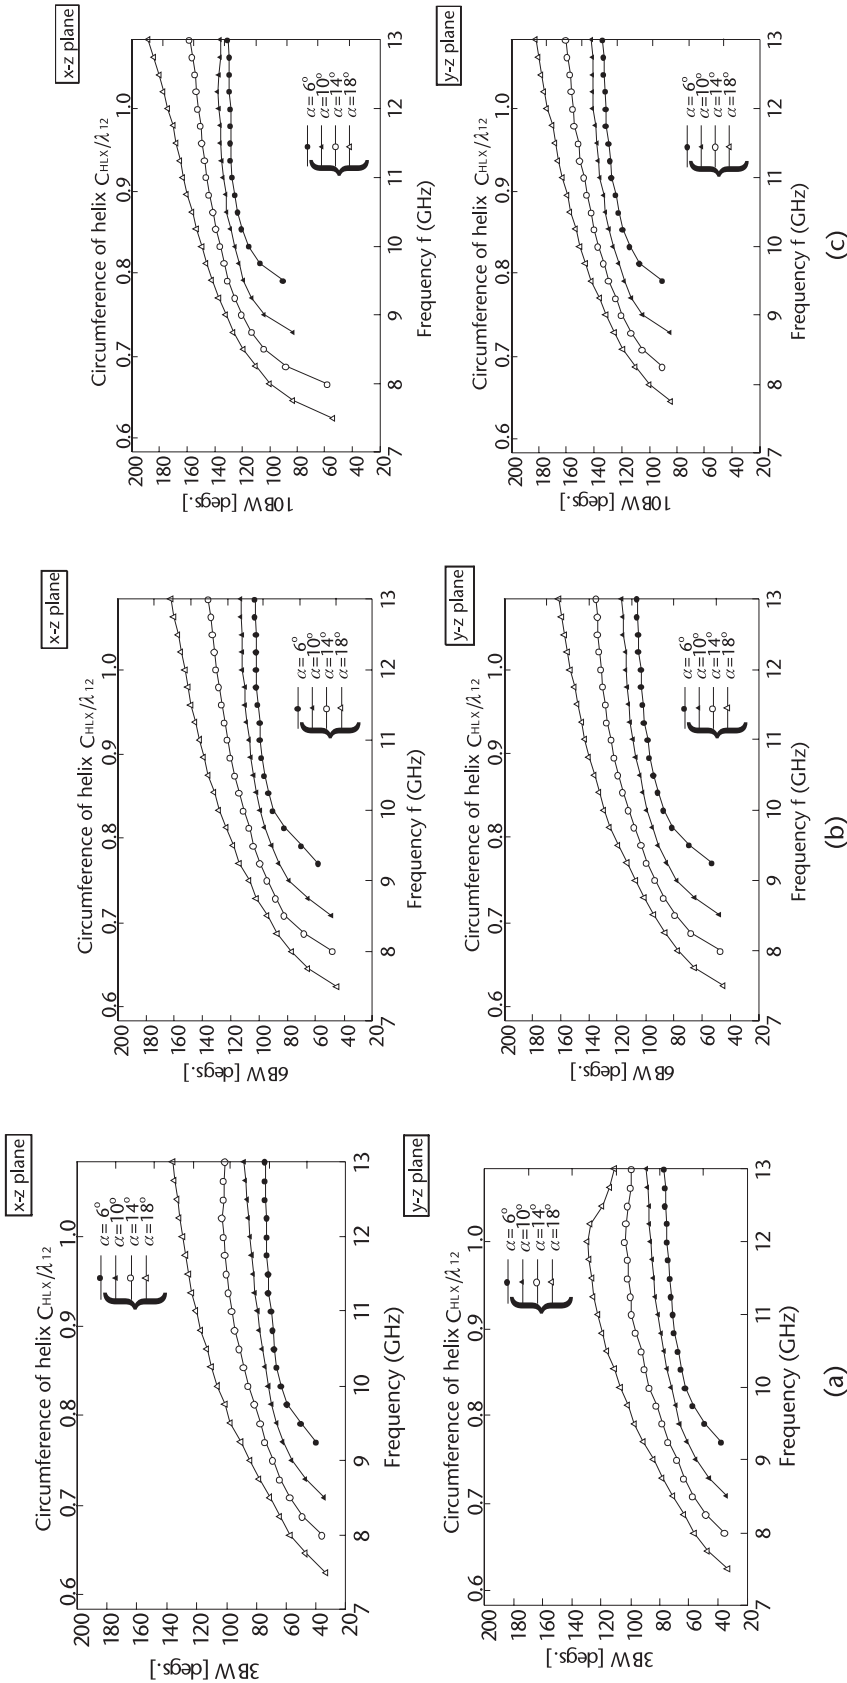 x-z plane
Circumference of helix CHLX/λ12
0.6 0.7 0.8 0.9 1.0
α=6°
α=10°
α=14°
α=18°
200
180
160
140
120
100
80
60
40
20
3BW [degs.]
7 8 9 10 11 12 13
Frequency (GHz)
y-z plane
Circumference of helix CHLX/λ12
0.6 0.7 0.8 0.9 1.0
α=6°
α=10°
α=14
α=18°
200
180
160
140
120
100
80
60
40
20
3BW [degs.]
7 8 9 10 11 12 13
Frequency (GHz)
(a)
x-z plane
Circumference of helix CHLX/λ12
0.6 0.7 0.8 0.9 1.0
α=6°
α=10°
α=14°
α=18°
200
180
160
140
120
100
80
60
40
20
6BW [degs.]
7 8 9 10 11 12 13
Frequency f (GHz)
y-z plane
Circumference of helix CHLX/λ12
0.6 0.7 0.8 0.9 1.0
α=6°
α=10°
α=14°
α=18°
200
180
160
140
120
100
80
60
40
20
6BW [degs.]
7 8 9 10 11 12 13
Frequency f (GHz)
(b)
x-z plane
Circumference of helix CHLX/λ12
0.6 0.7 0.8 0.9 1.0
α=6°
α=10°
α=14°
α=18°
200
180
160
140
120
100
80
60
40
20
10BW [degs.]
7 8 9 10 11 12 13
Frequency f (GHz)
y-z plane
Circumference of helix CHLX/λ12
0.6 0.7 0.8 0.9 1.0
α=6°
α=10°
α=14°
α=18°
200
180
160
140
120
100
80
60
40
20
10BW [degs.]
7 8 9 10 11 12 13
Frequency f (GHz)
(c)